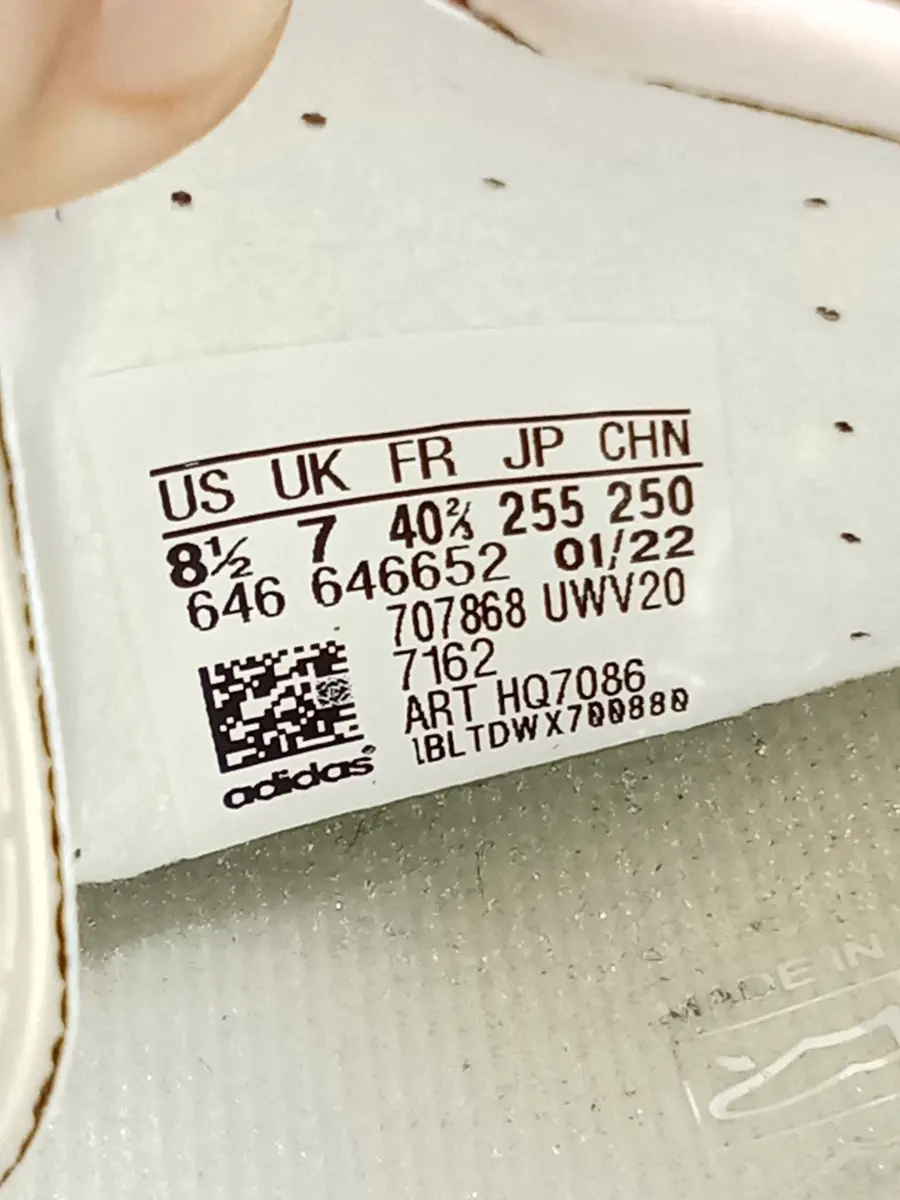 US UK FR JP CHN
8½ 7 40⅔ 255 250
646 646652 01/22
707868 UWV20
7162
ART HQ7086
1BLTDWX700880
adidas®
MADE IN